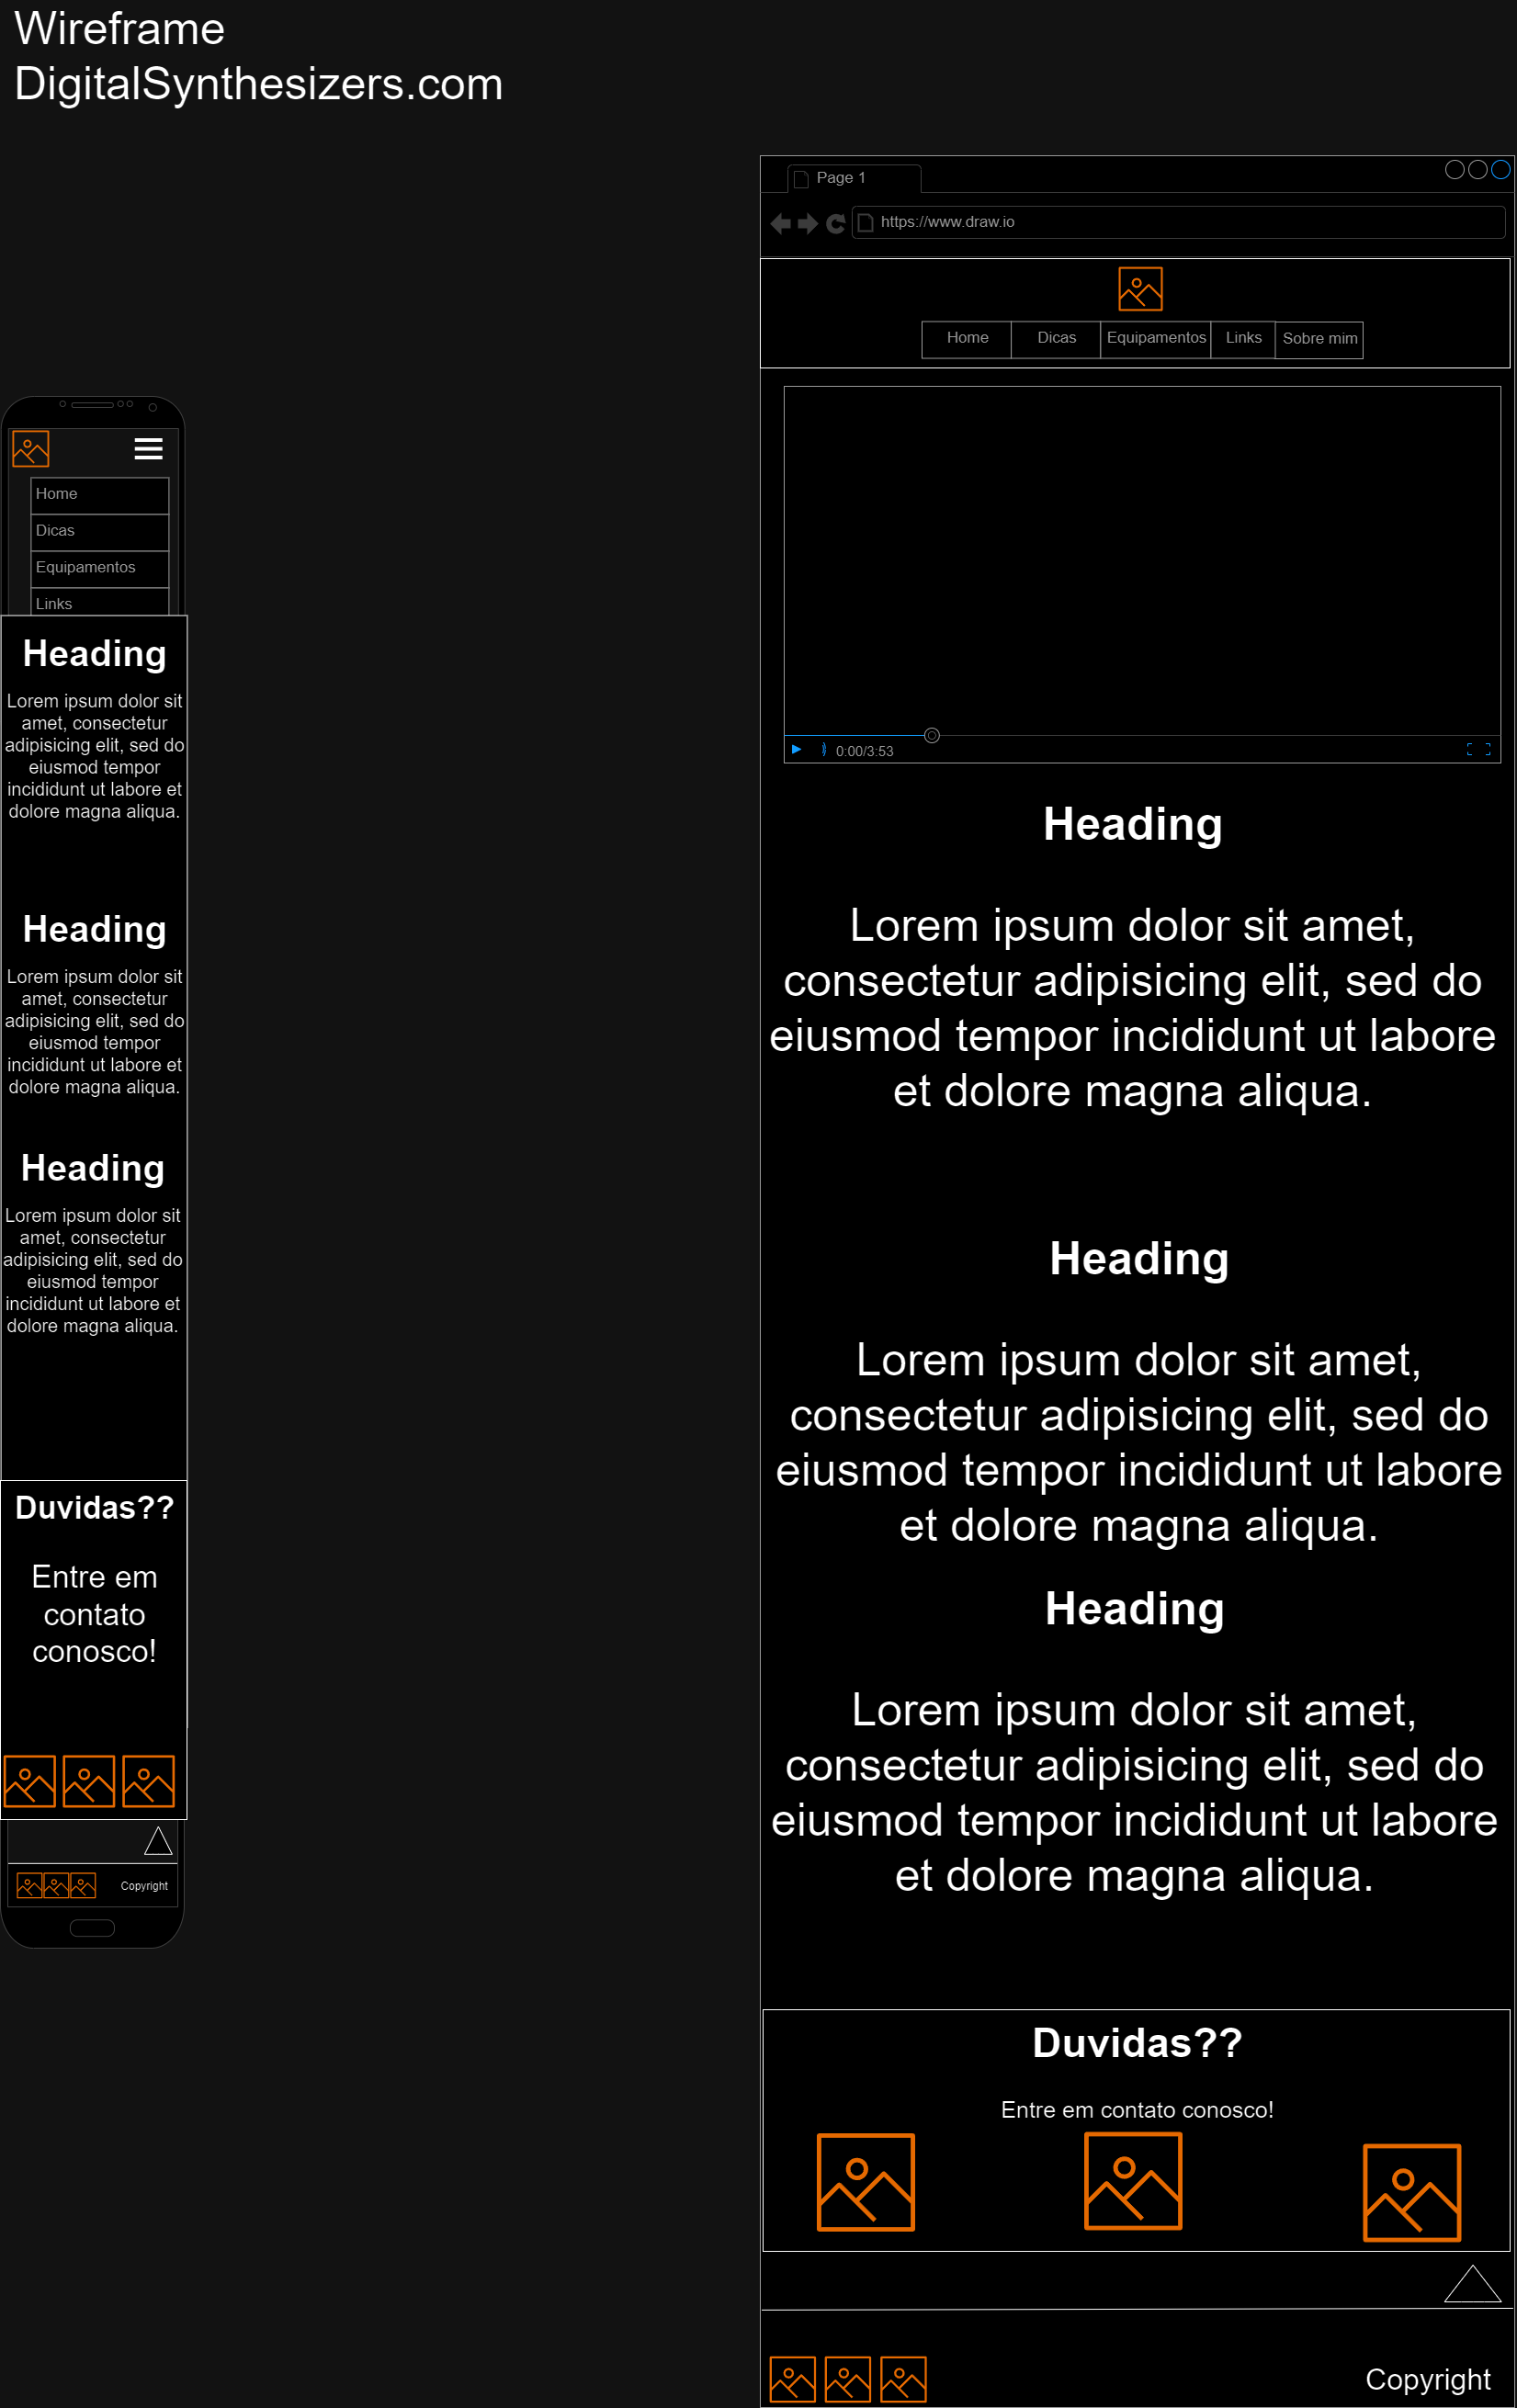 Wireframe
DigitalSynthesizers.com
Home
Dicas
Equipamentos
Links
Heading
Lorem ipsum dolor sit
amet, consectetur
adipisicing elit, sed do
eiusmod tempor
incididunt ut labore et
dolore magna aliqua.
Heading
Lorem ipsum dolor sit
amet, consectetur
adipisicing elit, sed do
eiusmod tempor
incididunt ut labore et
dolore magna aliqua.
Heading
Lorem ipsum dolor sit
amet, consectetur
adipisicing elit, sed do
eiusmod tempor
incididunt ut labore et
dolore magna aliqua.
Duvidas??
Entre em
contato
conosco!
Copyright
Page 1
https://www.draw.io
Home Dicas Equipamentos Links Sobre mim
0:00/3:53
Heading
Lorem ipsum dolor sit amet,
consectetur adipisicing elit, sed do
eiusmod tempor incididunt ut labore
et dolore magna aliqua.
Heading
Lorem ipsum dolor sit amet,
consectetur adipisicing elit, sed do
eiusmod tempor incididunt ut labore
et dolore magna aliqua.
Heading
Lorem ipsum dolor sit amet,
consectetur adipisicing elit, sed do
eiusmod tempor incididunt ut labore
et dolore magna aliqua.
Duvidas??
Entre em contato conosco!
Copyright